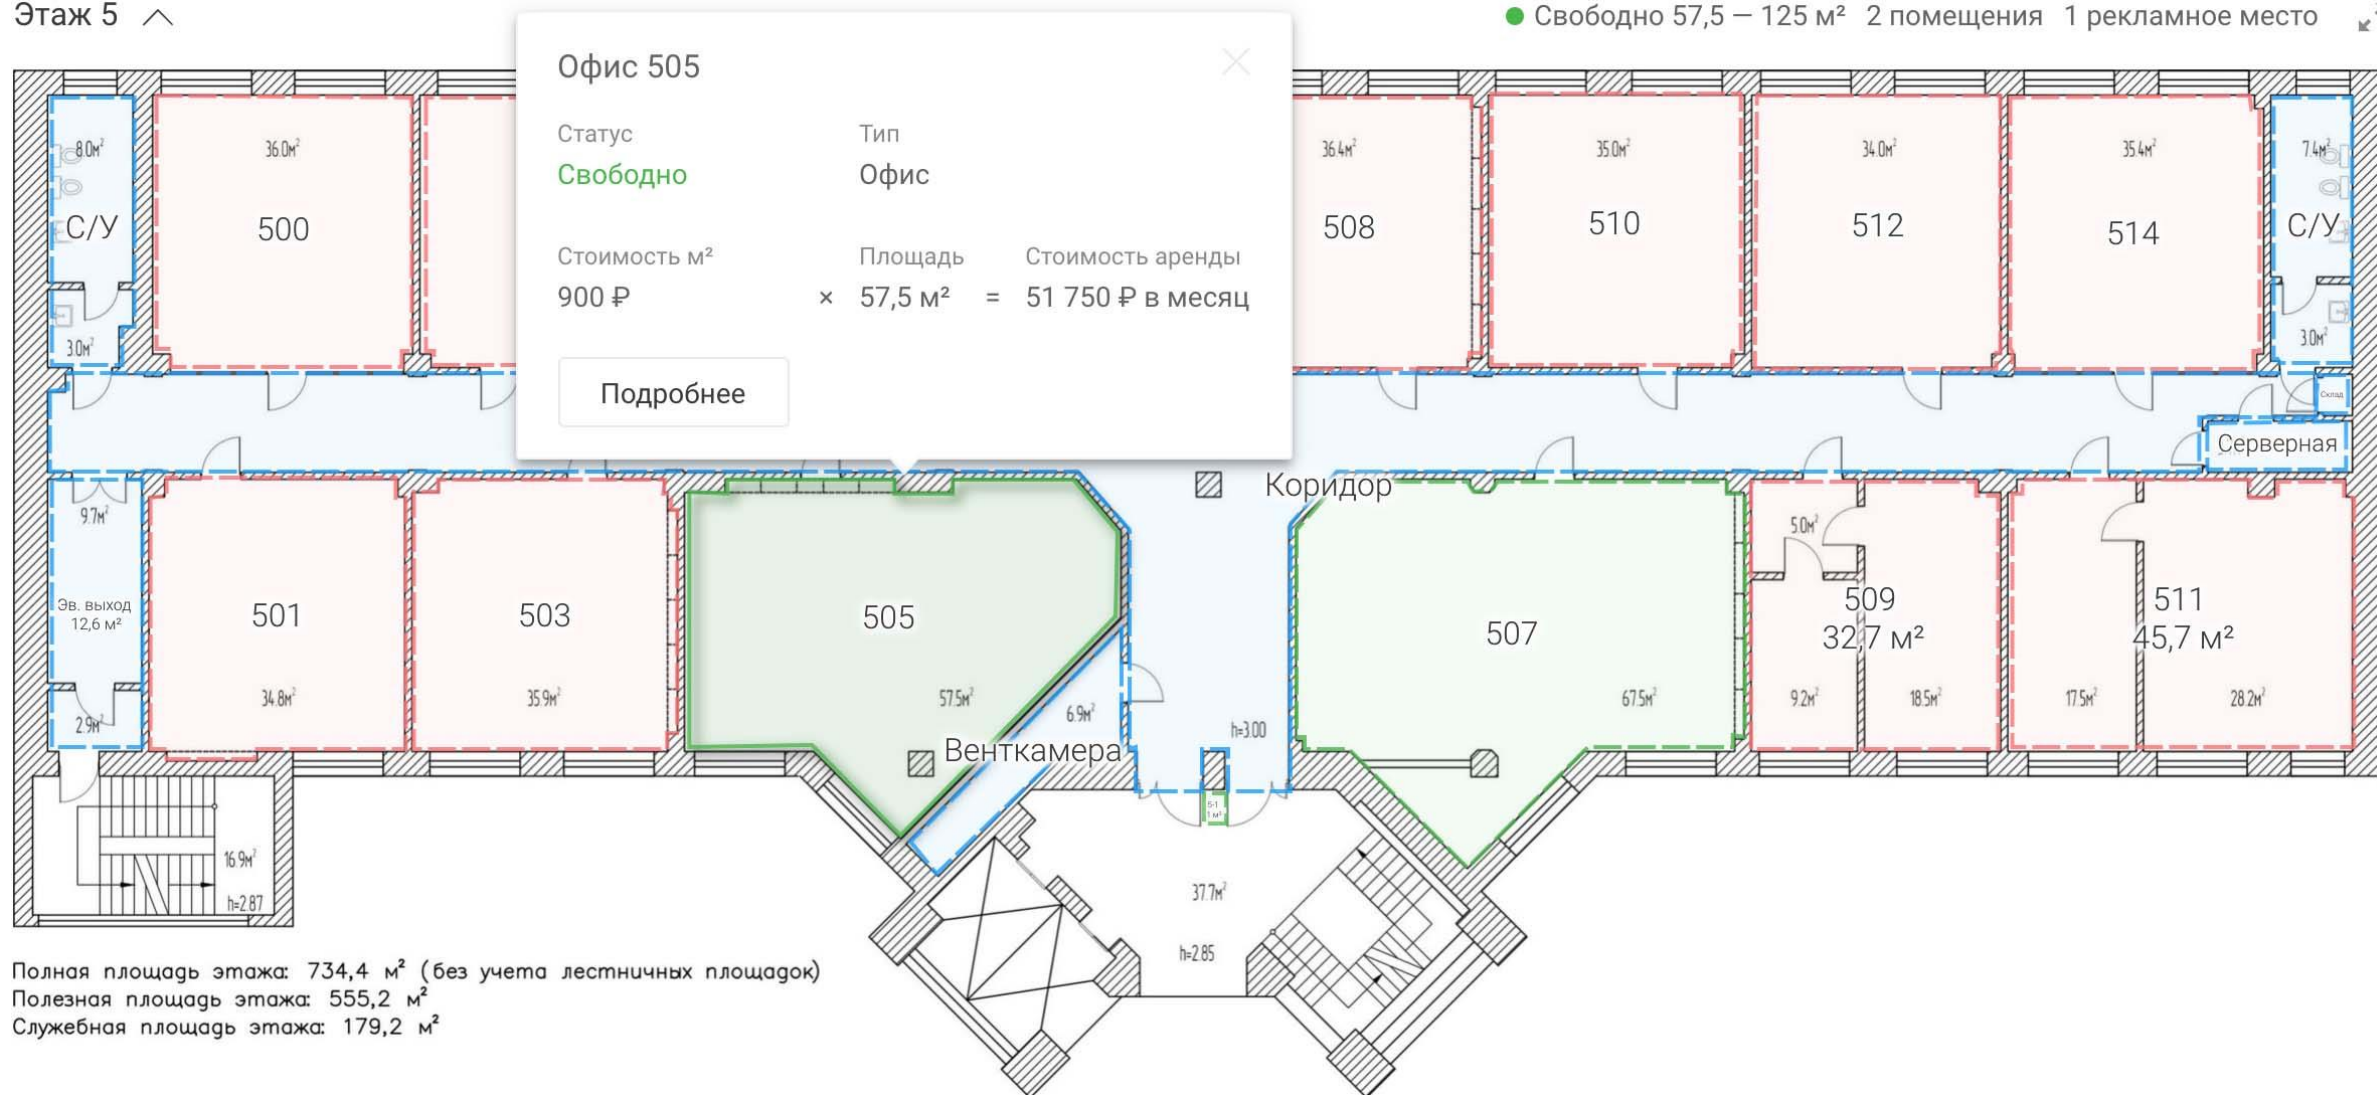 Этаж 5
Свободно 57,5 — 125 м² 2 помещения 1 рекламное место
Офис 505
Статус
Тип
Свободно
Офис
Стоимость м²
Площадь
Стоимость аренды
900 ₽ × 57,5 м² = 51 750 ₽ в месяц
Подробнее
8.0м²
С/У
3.0м²
36.0м²
500
36.4м²
508
35.0м²
510
34.0м²
512
35.4м²
514
7.4м²
С/У
3.0м²
Склад
Серверная
Коридор
9.7м²
Эв. выход
12,6 м²
2.9м²
501
34.8м²
503
35.9м²
505
57.5м²
6.9м²
Венткамера
h=3.00
507
67.5м²
5.0м²
509
32,7 м²
9.2м²
18.5м²
511
45,7 м²
17.5м²
28.2м²
5-1
1 м²
16.9м²
h=2.87
37.7м²
h=2.85
Полная площадь этажа: 734,4 м² (без учета лестничных площадок)
Полезная площадь этажа: 555,2 м²
Служебная площадь этажа: 179,2 м²